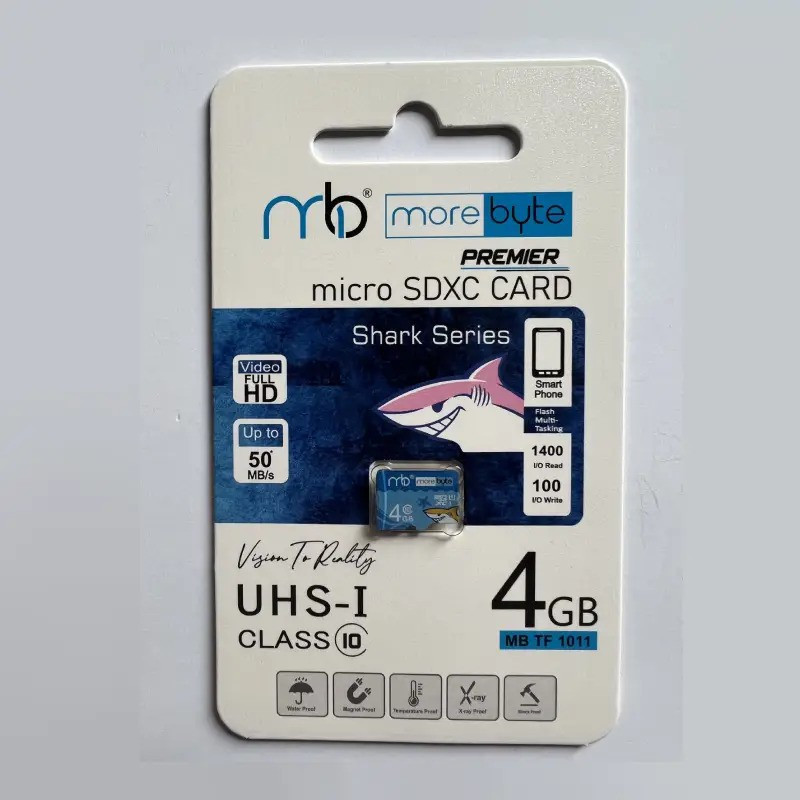 mb® more byte
PREMIER
micro SDXC CARD
Shark Series
Video
FULL
HD
Smart
Phone
Flash
Multi-
Tasking
Up to
50*
MB/s
1400
I/O Read
100
I/O Write
mb more byte
4 GB
Vision To Reality
UHS-I
CLASS 10
4GB
MB TF 1011
Water Proof
Magnet Proof
Temperature Proof
X-ray
X-ray Proof